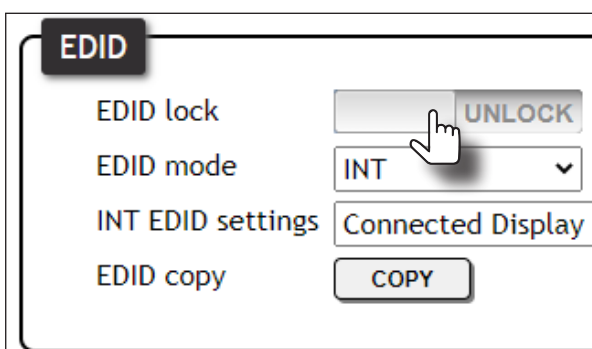 EDID
EDID lock UNLOCK
EDID mode INT
INT EDID settings Connected Display
EDID copy COPY